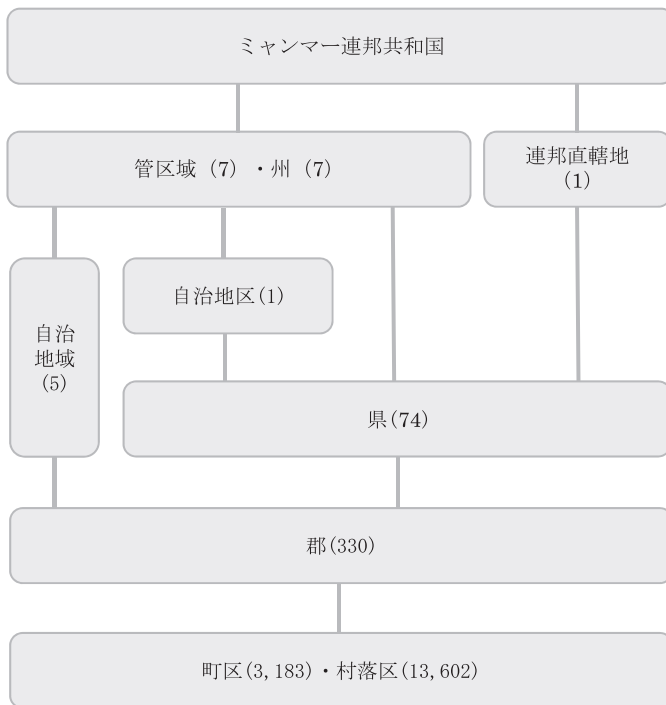 ミャンマー連邦共和国
管区域 (7) ・州 (7)
連邦直轄地
(1)
自治地区(1)
自治
地域
(5)
県(74)
郡(330)
町区(3, 183)・村落区(13, 602)